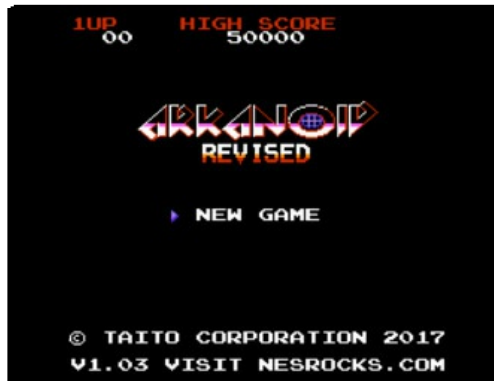 1UP HIGH SCORE
00 50000
ARKANOID
REVISED
NEW GAME
© TAITO CORPORATION 2017
V1.03 VISIT NESROCKS.COM